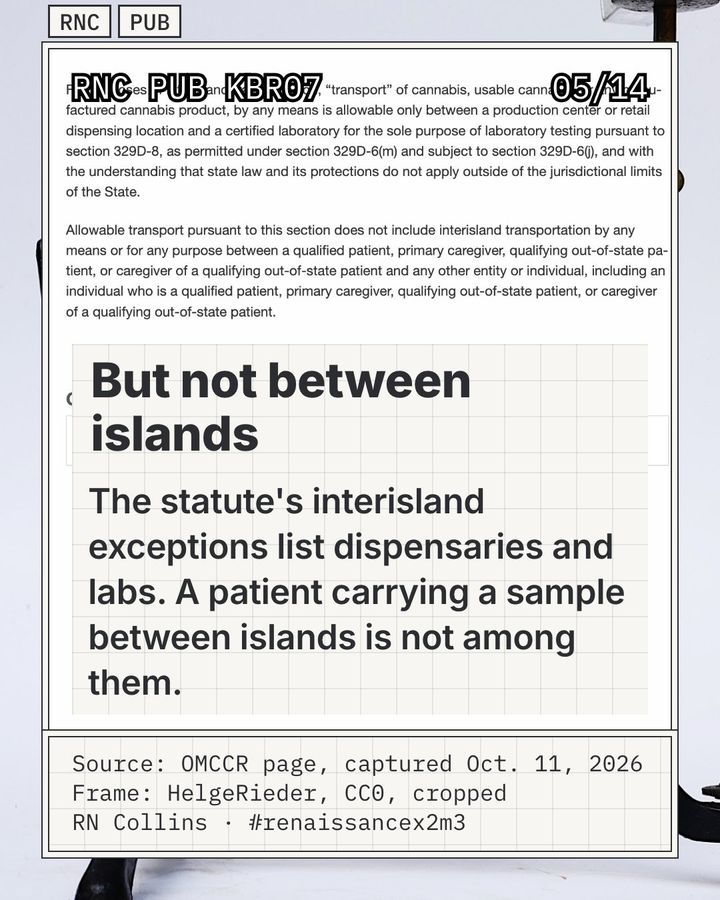 RNC PUB
RNC PUB KBR07 05/14
“transport” of cannabis, usable
factured cannabis product, by any means is allowable only between a production center or retail
dispensing location and a certified laboratory for the sole purpose of laboratory testing pursuant to
section 329D-8, as permitted under section 329D-6(m) and subject to section 329D-6(j), and with
the understanding that state law and its protections do not apply outside of the jurisdictional limits
of the State.
Allowable transport pursuant to this section does not include interisland transportation by any
means or for any purpose between a qualified patient, primary caregiver, qualifying out-of-state pa-
tient, or caregiver of a qualifying out-of-state patient and any other entity or individual, including an
individual who is a qualified patient, primary caregiver, qualifying out-of-state patient, or caregiver
of a qualifying out-of-state patient.
But not between
islands
The statute's interisland
exceptions list dispensaries and
labs. A patient carrying a sample
between islands is not among
them.
Source: OMCCR page, captured Oct. 11, 2026
Frame: HelgeRieder, CC0, cropped
RN Collins · #renaissancex2m3